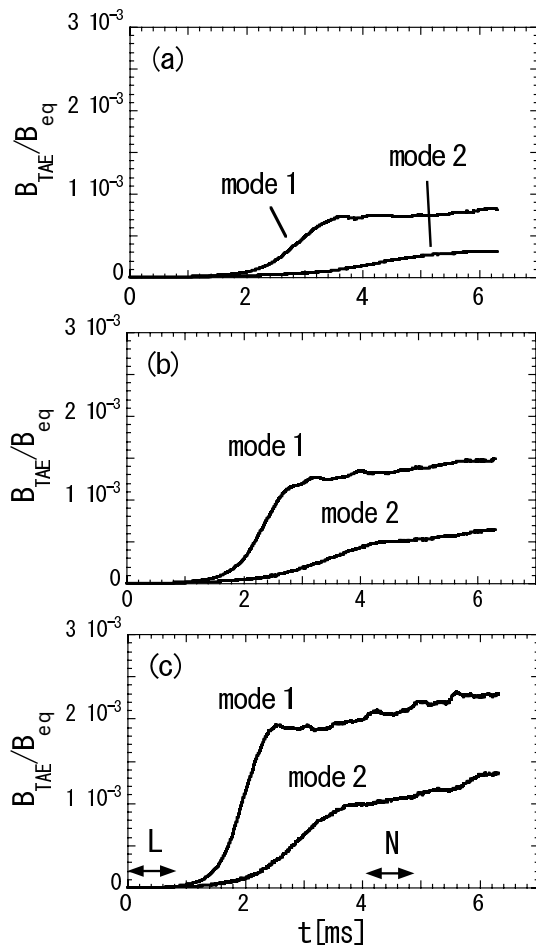 3 10⁻³
(a)
B_TAE/B_eq
2 10⁻³
mode 2
mode 1
1 10⁻³
0
0 2 4 6
3 10⁻³
(b)
B_TAE/B_eq
2 10⁻³
mode 1
1 10⁻³
mode 2
0
0 2 4 6
3 10⁻³
(c)
B_TAE/B_eq
mode 1
2 10⁻³
mode 2
1 10⁻³
L
N
0
0 2 4 6
t[ms]